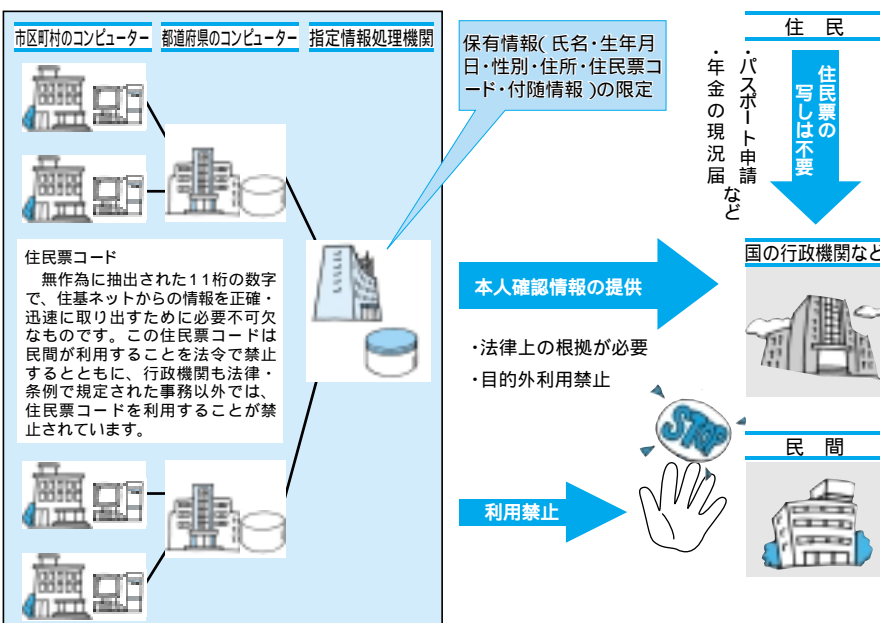 市区町村のコンピューター
都道府県のコンピューター
指定情報処理機関
住民票コード
無作為に抽出された11桁の数字
で、住基ネットからの情報を正確・
迅速に取り出すために必要不可欠
なものです。この住民票コードは
民間が利用することを法令で禁止
するとともに、行政機関も法律・
条例で規定された事務以外では、
住民票コードを利用することが禁
止されています。
保有情報(氏名・生年月
日・性別・住所・住民票コ
ード・付随情報)の限定
住 民
・パスポート申請
・年金の現況届
など
住民票の
写しは不要
本人確認情報の提供
・法律上の根拠が必要
・目的外利用禁止
国の行政機関など
STOP
利用禁止
民 間